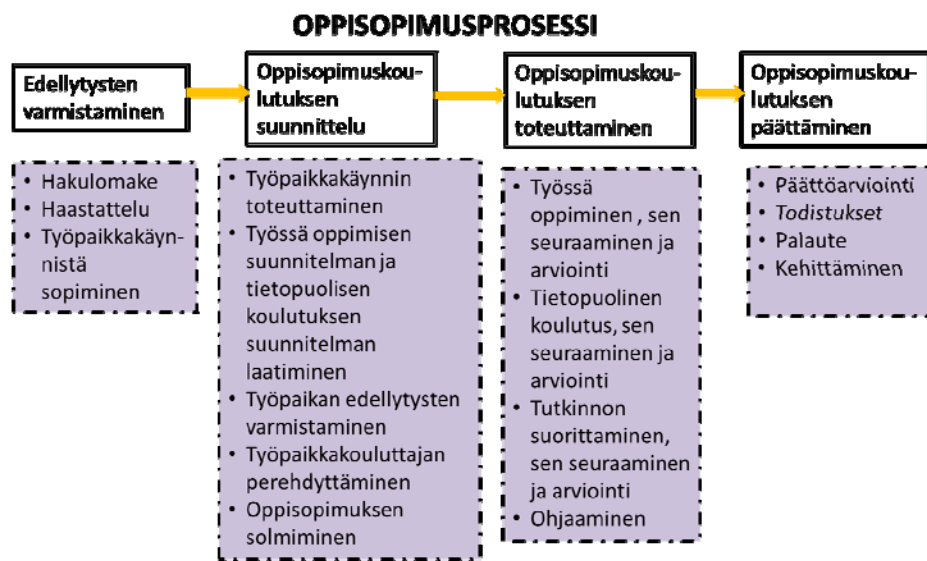 OPPISOPIMUSPROSESSI
Edellytysten
varmistaminen
Oppisopimuskou-
lutuksen
suunnittelu
Oppisopimuskou-
lutuksen
toteuttaminen
Oppisopimuskou-
lutuksen
päättäminen
• Hakulomake
• Haastattelu
• Työpaikkakäyn-
nistä
sopiminen
• Työpaikkakäynnin
toteuttaminen
• Työssä oppimisen
suunnitelman ja
tietopuolisen
koulutuksen
suunnitelman
laatiminen
• Työpaikan edellytysten
varmistaminen
• Työpaikkakouluttajan
perehdyttäminen
• Oppisopimuksen
solmiminen
• Työssä
oppiminen , sen
seuraaminen ja
arviointi
• Tietopuolinen
koulutus, sen
seuraaminen ja
arviointi
• Tutkinnon
suorittaminen,
sen seuraaminen
ja arviointi
• Ohjaaminen
• Päättöarviointi
• Todistukset
• Palaute
• Kehittäminen